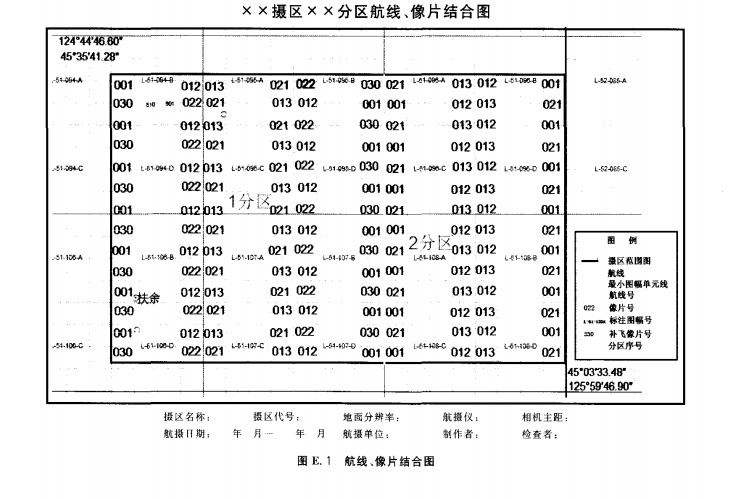 ××摄区××分区航线、像片结合图
124°44′46.60″
45°35′41.28″
L-51-094-A 001 L-51-094-B 012 013 L-51-095-A 021 022 L-51-095-B 030 021 L-51-096-A 013 012 L-51-096-B 001 L-52-085-A
030 022 021 013 012 001 001 012 013 021
001 012 013 021 022 030 021 013 012 001
030 022 021 013 012 001 001 012 013 021
L-51-094-C 001 L-51-094-D 012 013 L-51-095-C 021 022 L-51-095-D 030 021 L-51-096-C 013 012 L-51-096-D 001 L-52-085-C
030 022 021 013 012 001 001 012 013 021
1分区
001 012 013 021 022 030 021 013 012 001
030 022 021 013 012 001 001 012 013 021
2分区
L-51-106-A 001 L-51-106-B 012 013 L-51-107-A 021 022 L-51-107-B 030 021 L-51-108-A 013 012 L-51-108-B 001
030 022 021 013 012 001 001 012 013 021
001 扶余 012 013 021 022 030 021 013 012 001
030 022 021 013 012 001 001 012 013 021
001 012 013 021 022 030 021 013 012 001
L-51-106-C 030 L-51-106-D 022 021 L-51-107-C 013 012 L-51-107-D 001 001 L-51-108-C 012 013 L-51-108-D 021
图 例
摄区范围图
航线
最小图幅单元线
航线号
022 像片号
标注图幅号
330 补飞像片号
分区序号
45°03′33.48″
125°59′46.90″
摄区名称： 摄区代号： 地面分辨率： 航摄仪： 相机主距：
航摄日期： 年 月— 年 月 航摄单位： 制作者： 检查者：
图 E.1 航线、像片结合图